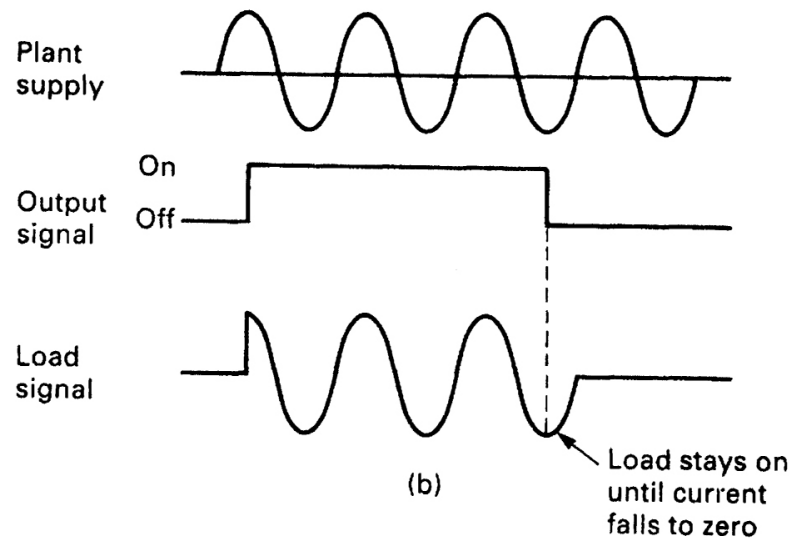 Plant
supply
On
Output
signal
Off
Load
signal
(b)
Load stays on
until current
falls to zero